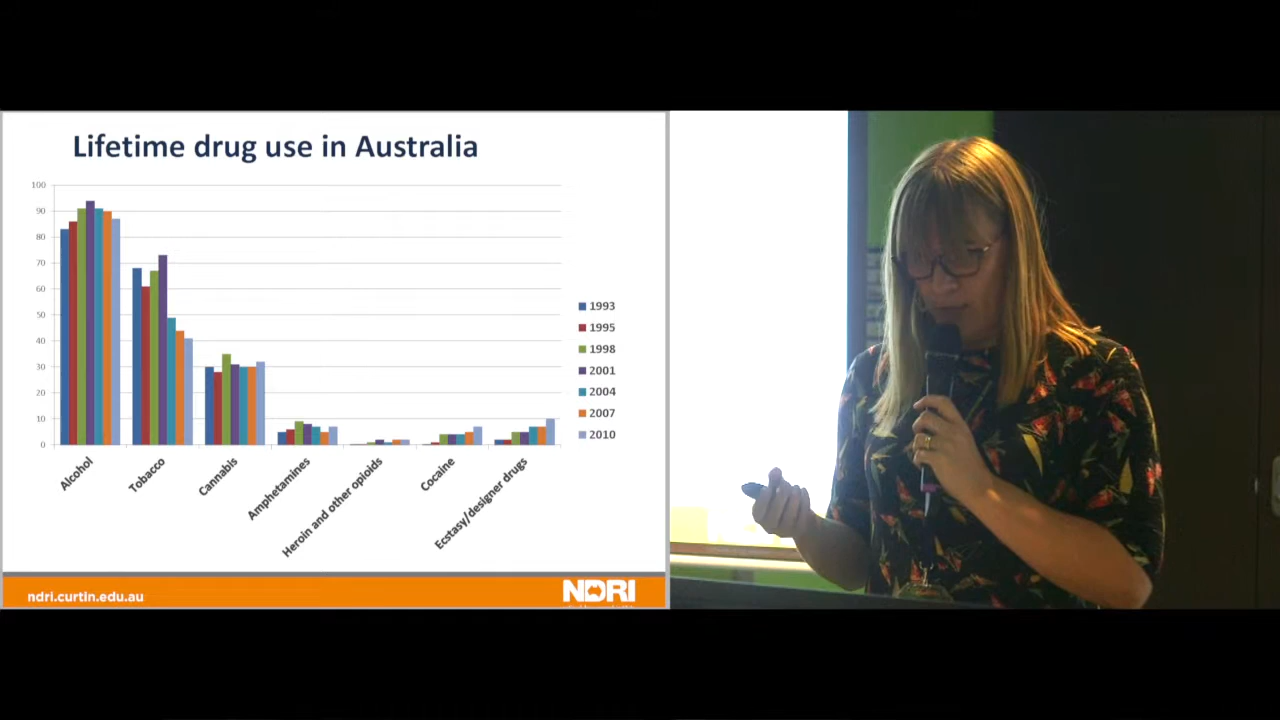 Lifetime drug use in Australia
100
90
80
70
60
50
40
30
20
10
0
Alcohol
Tobacco
Cannabis
Amphetamines
Heroin and other opioids
Cocaine
Ecstasy/designer drugs
1993
1995
1998
2001
2004
2007
2010
ndri.curtin.edu.au
NDRI